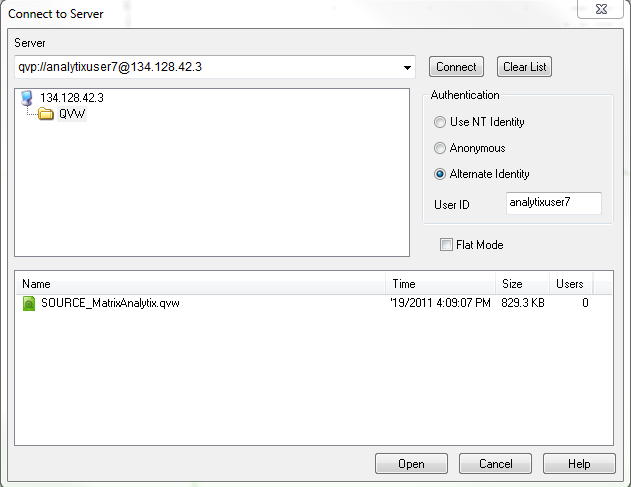 Connect to Server
Server
qvp://analytixuser7@134.128.42.3
Connect
Clear List
134.128.42.3
QVW
Authentication
Use NT Identity
Anonymous
Alternate Identity
User ID
analytixuser7
Flat Mode
Name Time Size Users
SOURCE_MatrixAnalytix.qvw '19/2011 4:09:07 PM 829.3 KB 0
Open Cancel Help